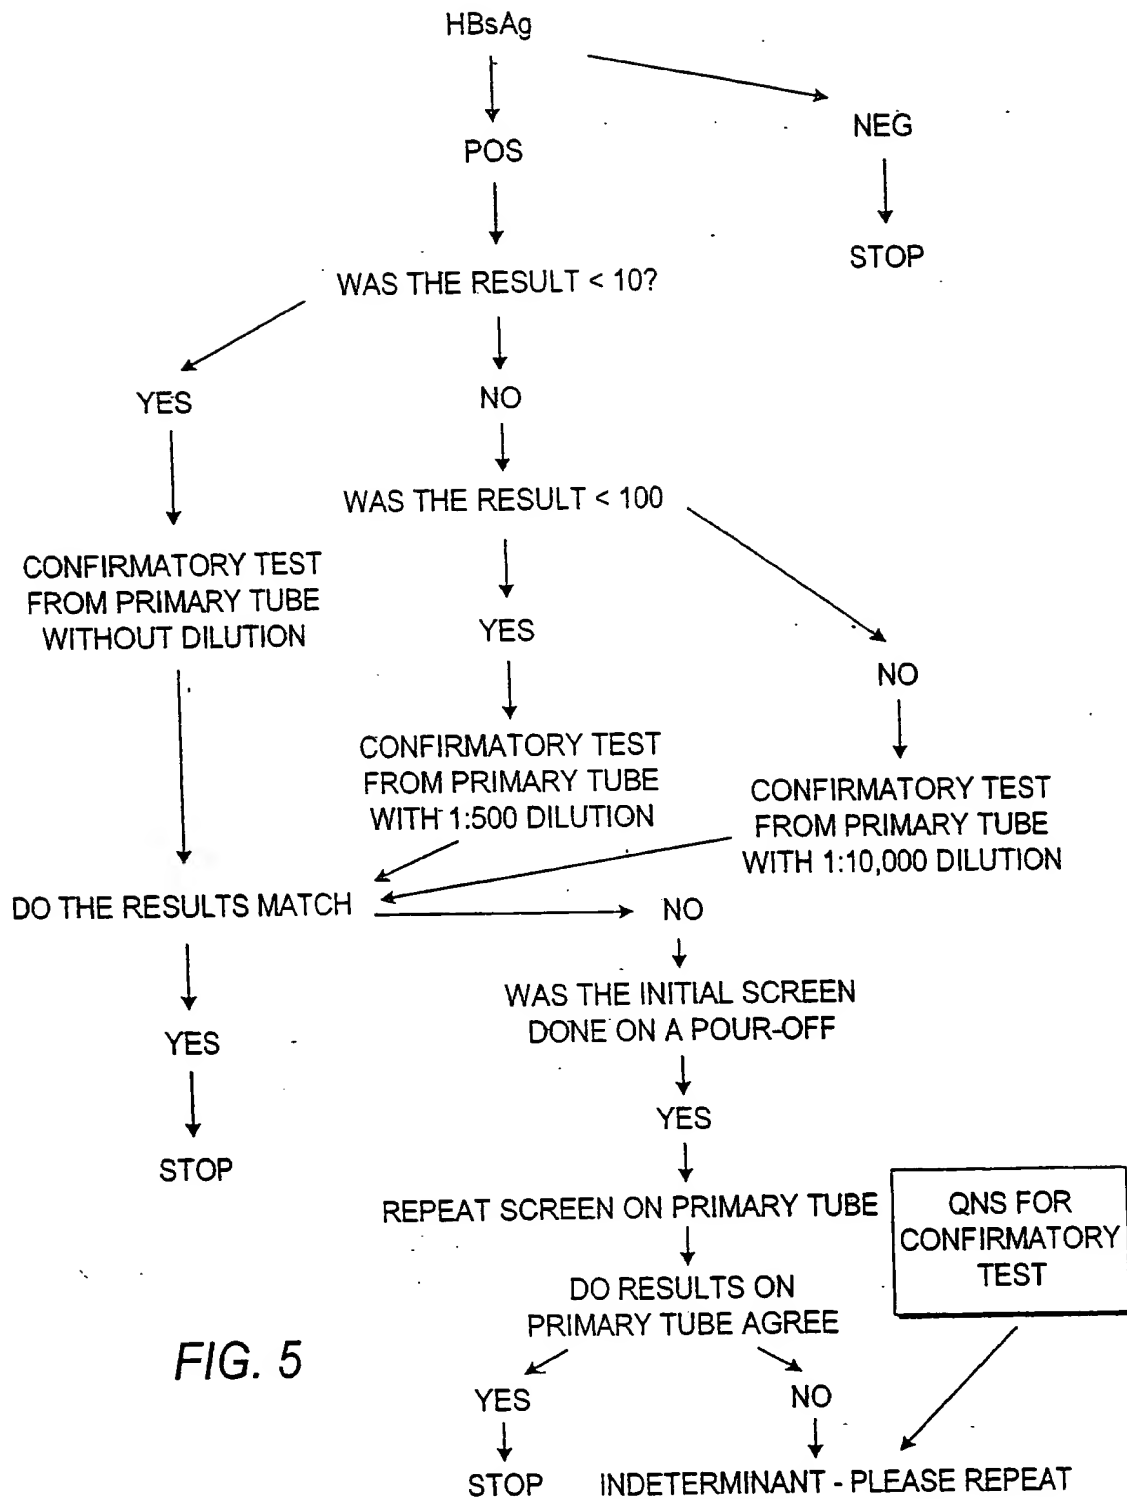 HBsAg
POS
NEG
STOP
WAS THE RESULT < 10?
YES
NO
WAS THE RESULT < 100
CONFIRMATORY TEST
FROM PRIMARY TUBE
WITHOUT DILUTION
YES
NO
CONFIRMATORY TEST
FROM PRIMARY TUBE
WITH 1:500 DILUTION
CONFIRMATORY TEST
FROM PRIMARY TUBE
WITH 1:10,000 DILUTION
DO THE RESULTS MATCH
NO
WAS THE INITIAL SCREEN
DONE ON A POUR-OFF
YES
STOP
YES
REPEAT SCREEN ON PRIMARY TUBE
QNS FOR
CONFIRMATORY
TEST
DO RESULTS ON
PRIMARY TUBE AGREE
FIG. 5
YES
NO
STOP
INDETERMINANT - PLEASE REPEAT